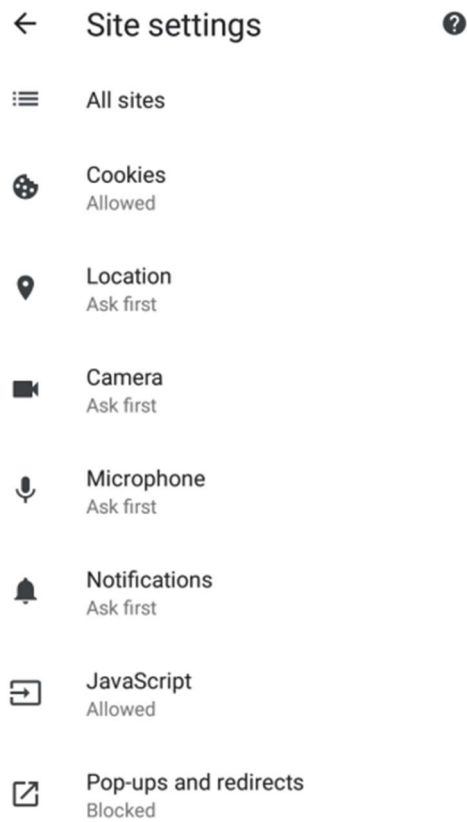 Site settings
All sites
Cookies
Allowed
Location
Ask first
Camera
Ask first
Microphone
Ask first
Notifications
Ask first
JavaScript
Allowed
Pop-ups and redirects
Blocked